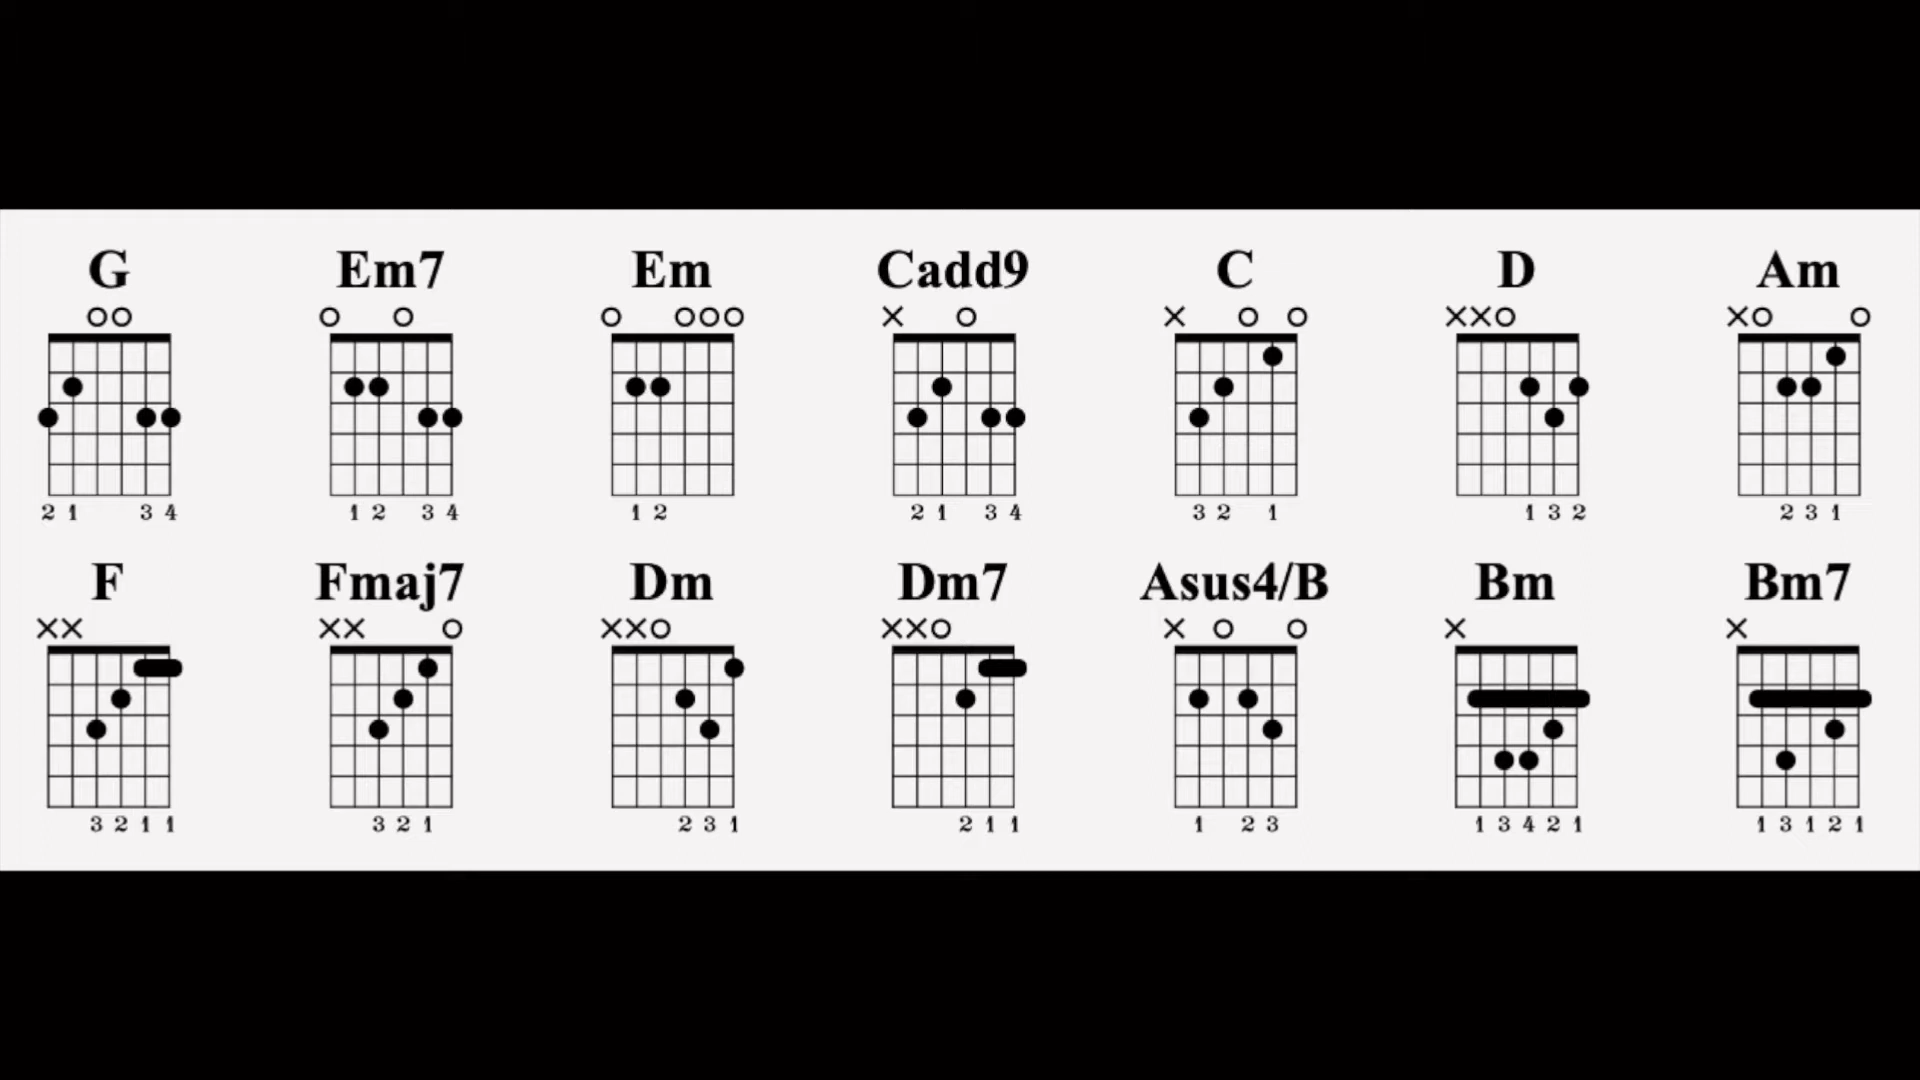 G Em7 Em Cadd9 C D Am
× × ×× ×
2 1 3 4 1 2 3 4 1 2 2 1 3 4 3 2 1 1 3 2 2 3 1
F Fmaj7 Dm Dm7 Asus4/B Bm Bm7
×× ×× ×× ×× × × ×
3 2 1 1 3 2 1 2 3 1 2 1 1 1 2 3 1 3 4 2 1 1 3 1 2 1